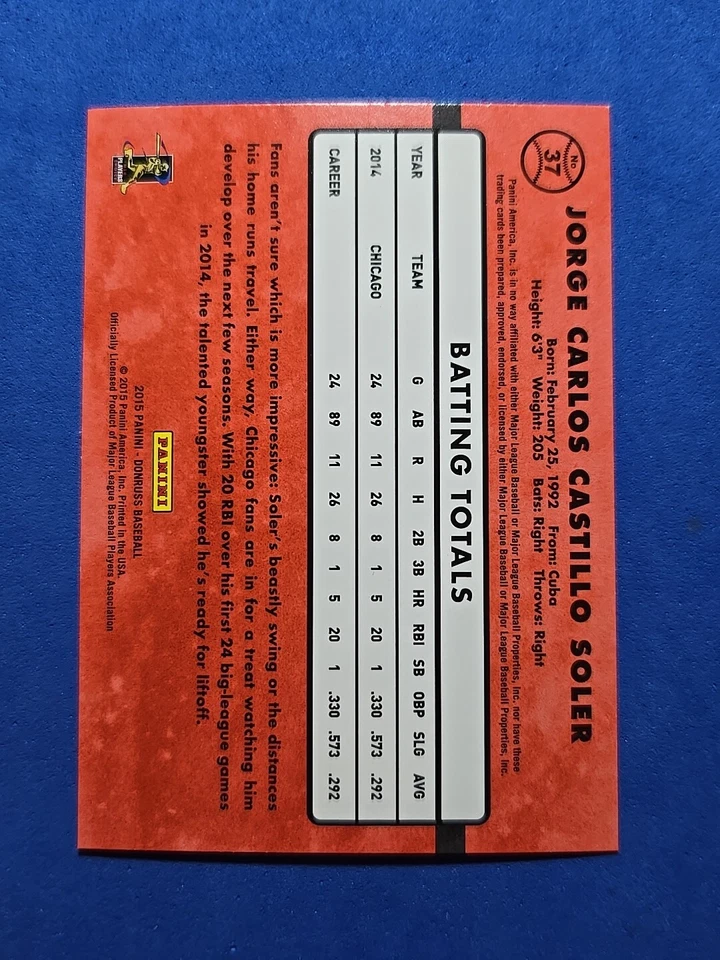 No
37
JORGE CARLOS CASTILLO SOLER
Born: February 25, 1992 From: Cuba
Height: 6'3" Weight: 205 Bats: Right Throws: Right
Panini America, Inc. is in no way affiliated with either Major League Baseball or Major League Baseball Properties, Inc. nor have these
trading cards been prepared, approved, endorsed, or licensed by either Major League Baseball or Major League Baseball Properties, Inc.
BATTING TOTALS
YEAR TEAM G AB R H 2B 3B HR RBI SB OBP SLG AVG
2014 CHICAGO 24 89 11 26 8 1 5 20 1 .330 .573 .292
CAREER 24 89 11 26 8 1 5 20 1 .330 .573 .292
Fans aren't sure which is more impressive: Soler's beastly swing or the distances
his home runs travel. Either way, Chicago fans are in for a treat watching him
develop over the next few seasons. With 20 RBI over his first 24 big-league games
in 2014, the talented youngster showed he's ready for liftoff.
PLAYERS
PANINI
2015 PANINI - DONRUSS BASEBALL
© 2015 Panini America, Inc. Printed in the USA.
Officially Licensed Product of Major League Baseball Players Association